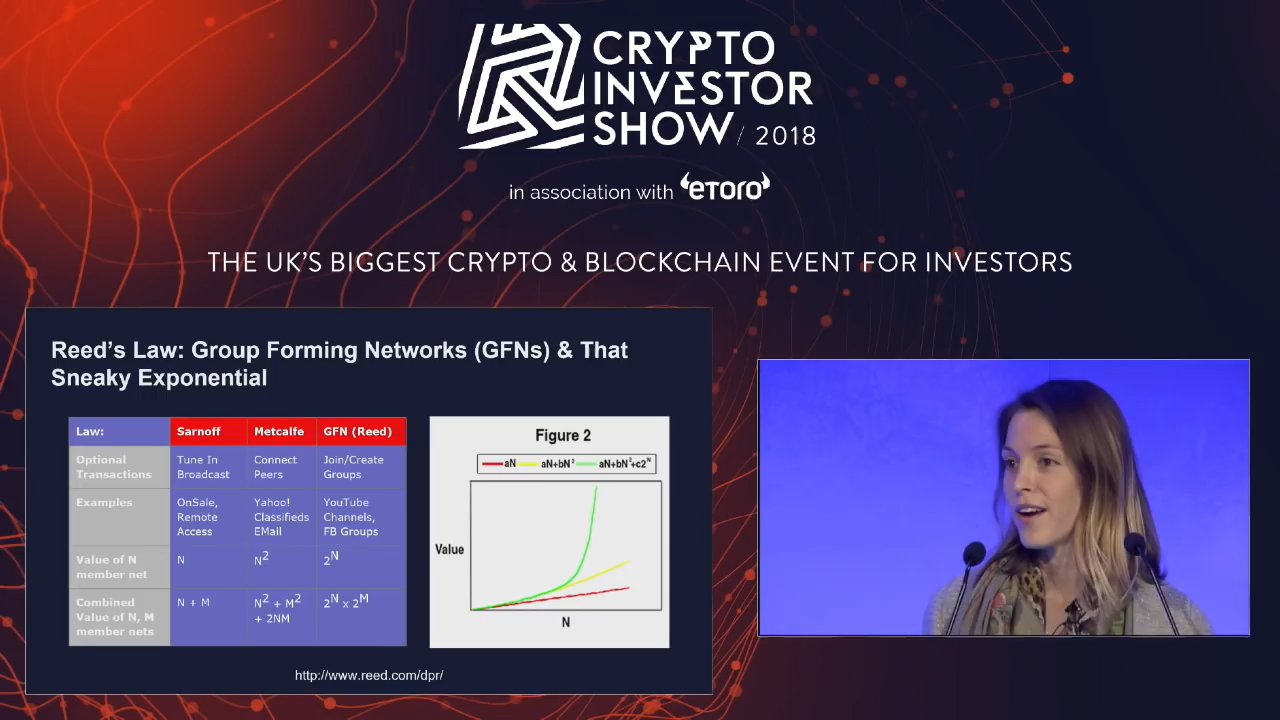 CRYPTO
INVESTOR
SHOW / 2018
in association with eToro
THE UK'S BIGGEST CRYPTO & BLOCKCHAIN EVENT FOR INVESTORS
Reed's Law: Group Forming Networks (GFNs) & That
Sneaky Exponential
Law: Sarnoff Metcalfe GFN (Reed)
Optional Tune In Connect Join/Create
Transactions Broadcast Peers Groups
Examples OnSale, Yahoo! YouTube
Remote Classifieds Channels,
Access EMail FB Groups
Value of N N N² 2ᴺ
member net
Combined N + M N² + M² 2ᴺ x 2ᴹ
Value of N, M + 2NM
member nets
Figure 2
aN aN+bN² aN+bN²+c2ᴺ
Value
N
http://www.reed.com/dpr/